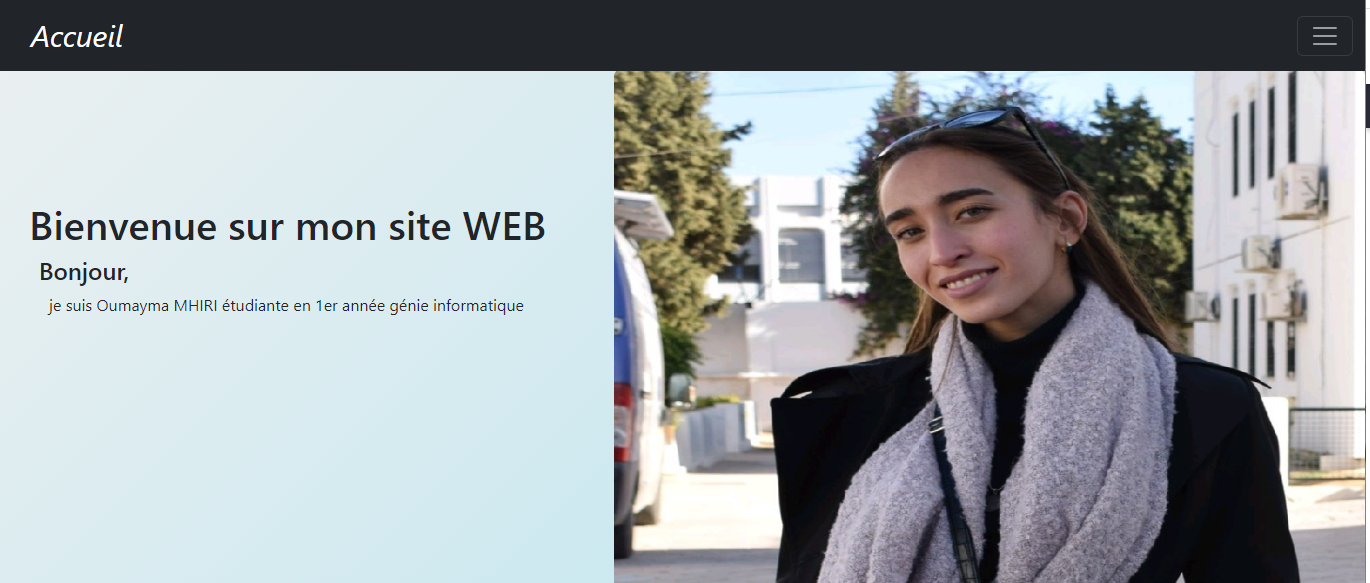 Accueil
Bienvenue sur mon site WEB
Bonjour,
je suis Oumayma MHIRI étudiante en 1er année génie informatique